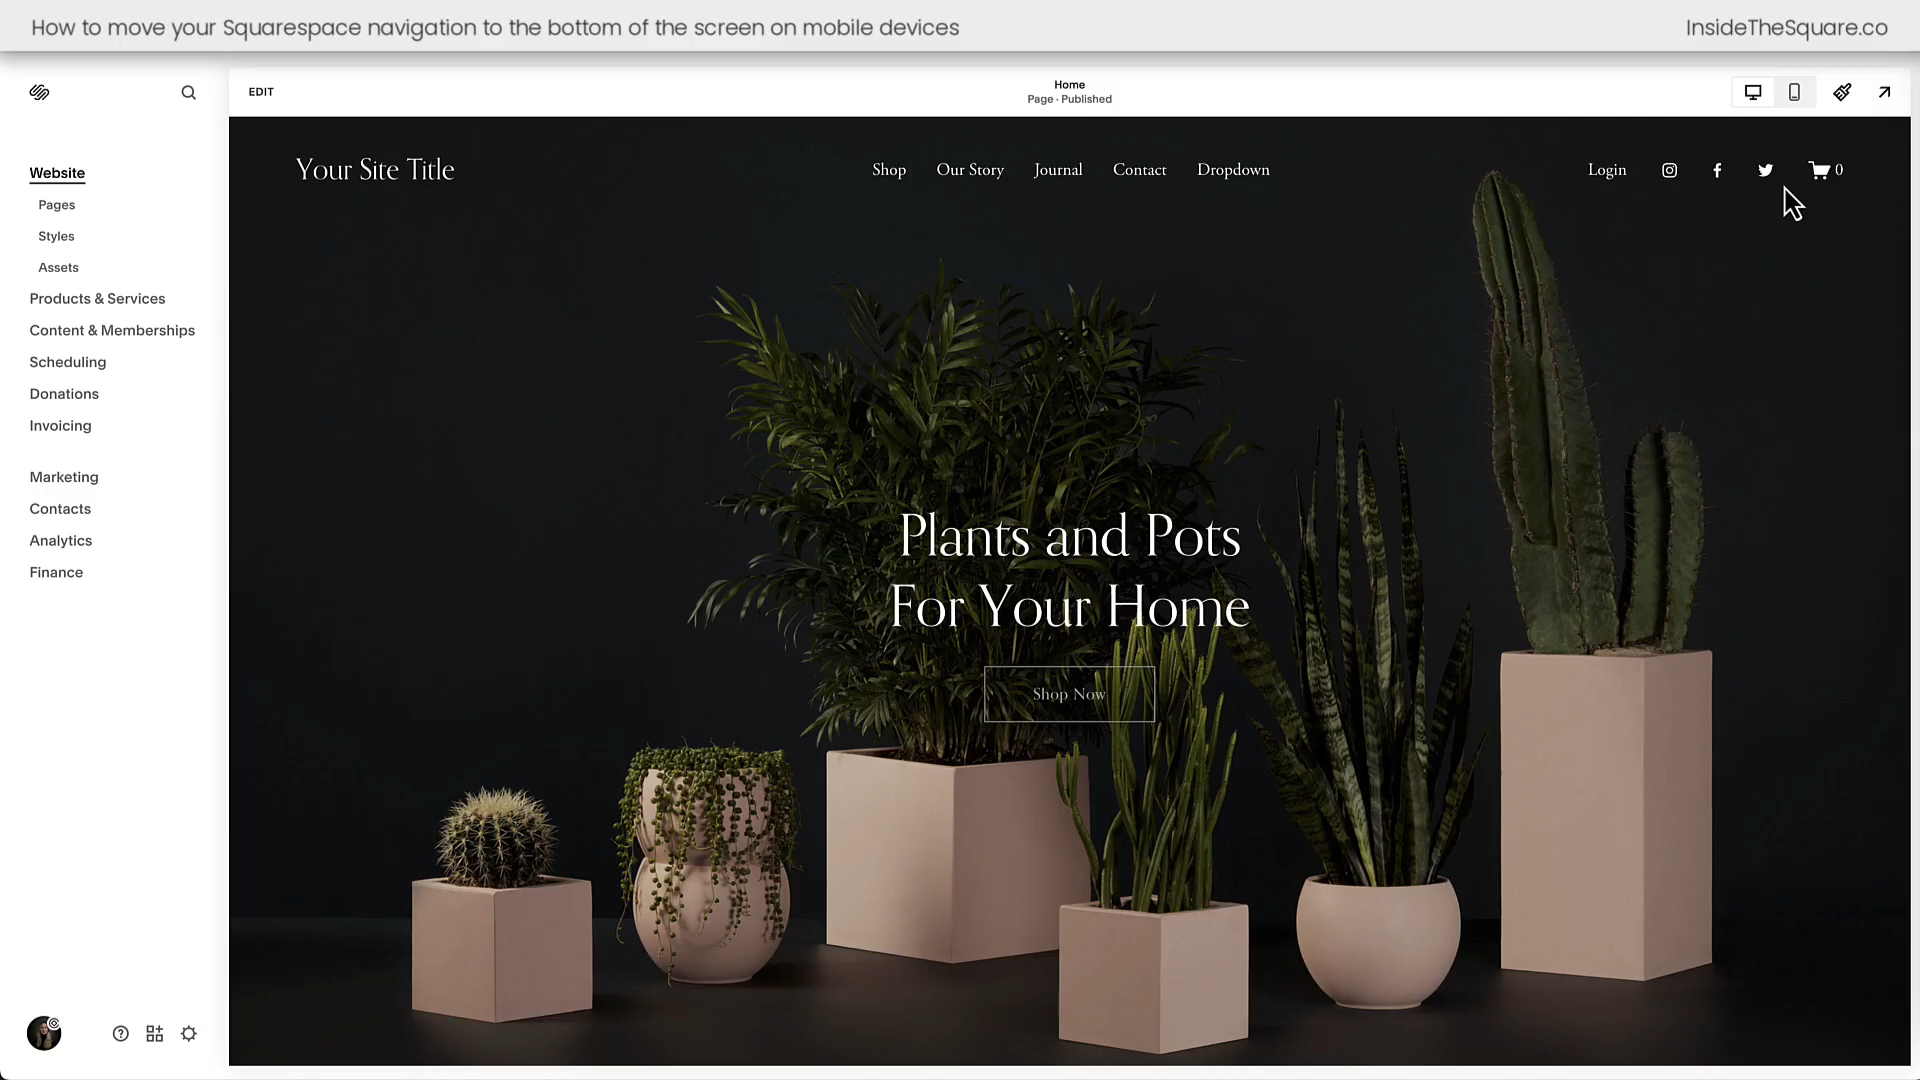 How to move your Squarespace navigation to the bottom of the screen on mobile devices
InsideTheSquare.co
EDIT
Home
Page · Published
Website
Pages
Styles
Assets
Products & Services
Content & Memberships
Scheduling
Donations
Invoicing
Marketing
Contacts
Analytics
Finance
Your Site Title
Shop
Our Story
Journal
Contact
Dropdown
Login
0
Plants and Pots
For Your Home
Shop Now